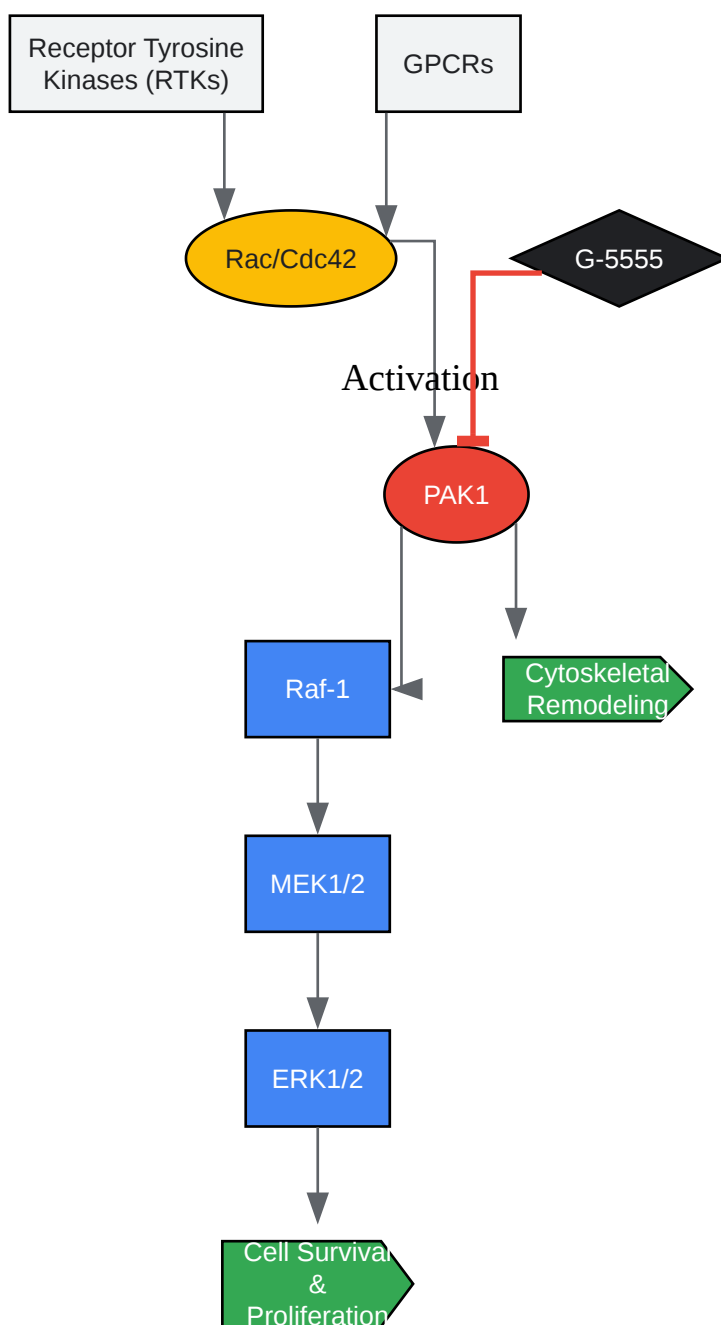 Receptor Tyrosine
Kinases (RTKs)
GPCRs
Rac/Cdc42
G-5555
Activation
PAK1
Raf-1
Cytoskeletal
Remodeling
MEK1/2
ERK1/2
Cell Survival
&
Proliferation